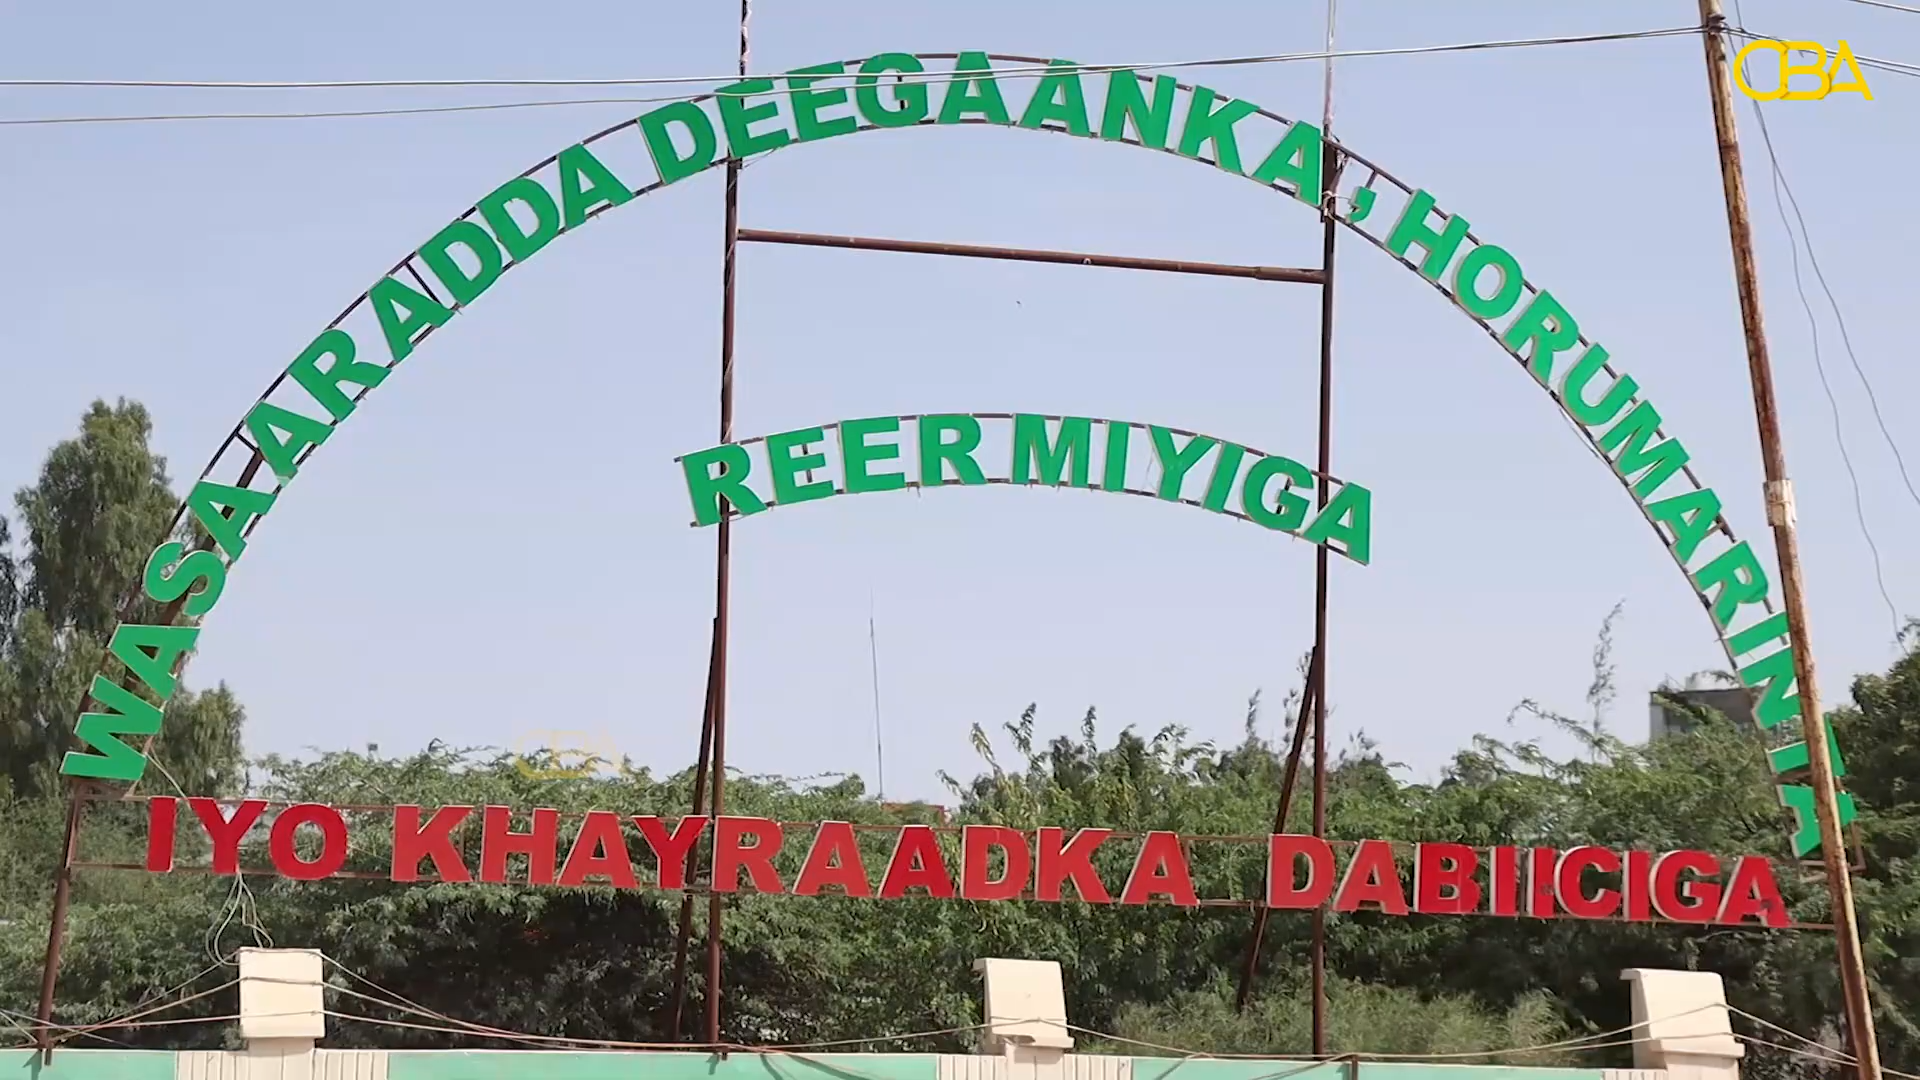 WASAARADDA DEEGAANKA, HORUMARINTA
REER MIYIGA
IYO KHAYRAADKA DABIICIGA
CBA